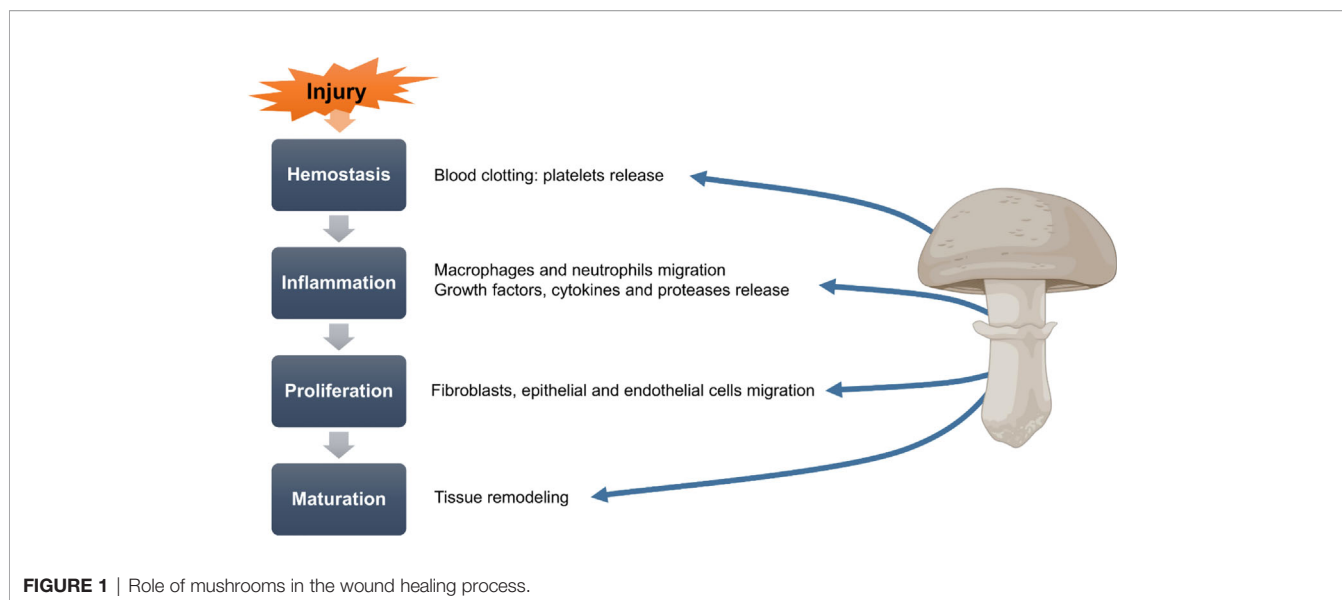 Injury
Hemostasis
Blood clotting: platelets release
Inflammation
Macrophages and neutrophils migration
Growth factors, cytokines and proteases release
Proliferation
Fibroblasts, epithelial and endothelial cells migration
Maturation
Tissue remodeling
FIGURE 1 | Role of mushrooms in the wound healing process.